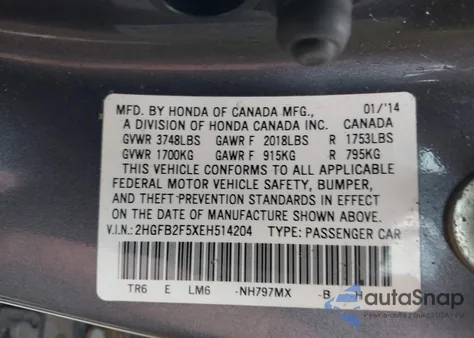 MFD. BY HONDA OF CANADA MFG., 01/'14
A DIVISION OF HONDA CANADA INC. CANADA
GVWR 3748LBS GAWR F 2018LBS R 1753LBS
GVWR 1700KG GAWR F 915KG R 795KG
THIS VEHICLE CONFORMS TO ALL APPLICABLE
FEDERAL MOTOR VEHICLE SAFETY, BUMPER,
AND THEFT PREVENTION STANDARDS IN EFFECT
ON THE DATE OF MANUFACTURE SHOWN ABOVE.
V.I.N.: 2HGFB2F5XEH514204 TYPE: PASSENGER CAR
TR6 E LM6 -NH797MX -B H
autaSnap